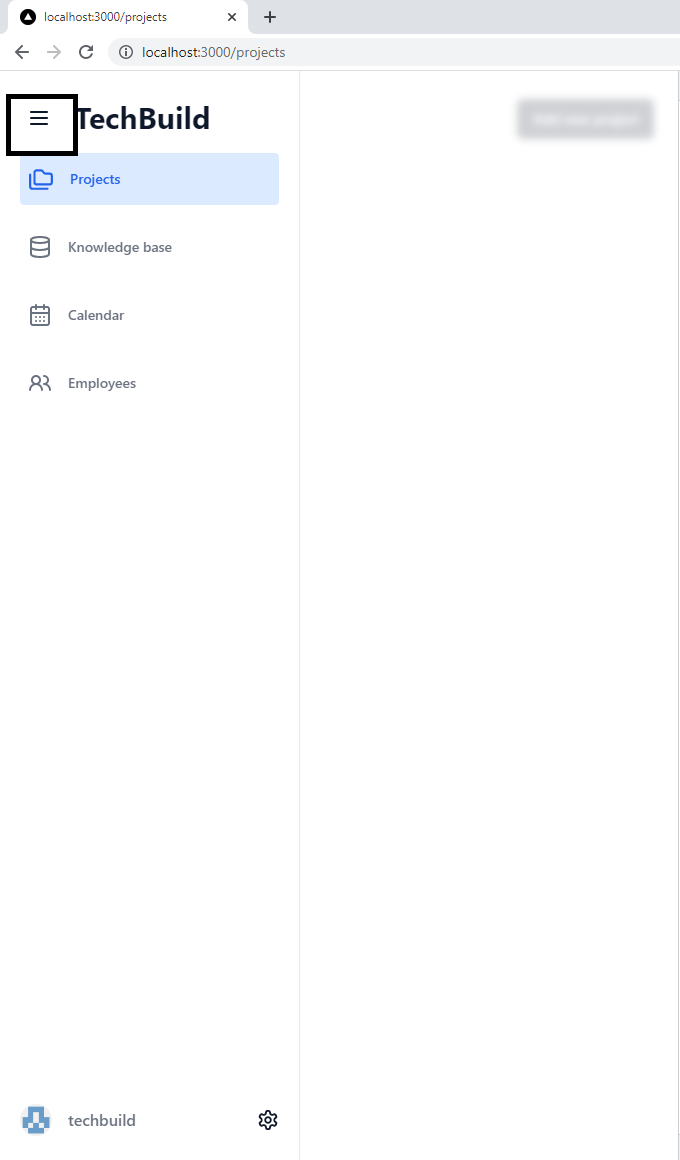 localhost:3000/projects
localhost:3000/projects
TechBuild
Projects
Knowledge base
Calendar
Employees
techbuild